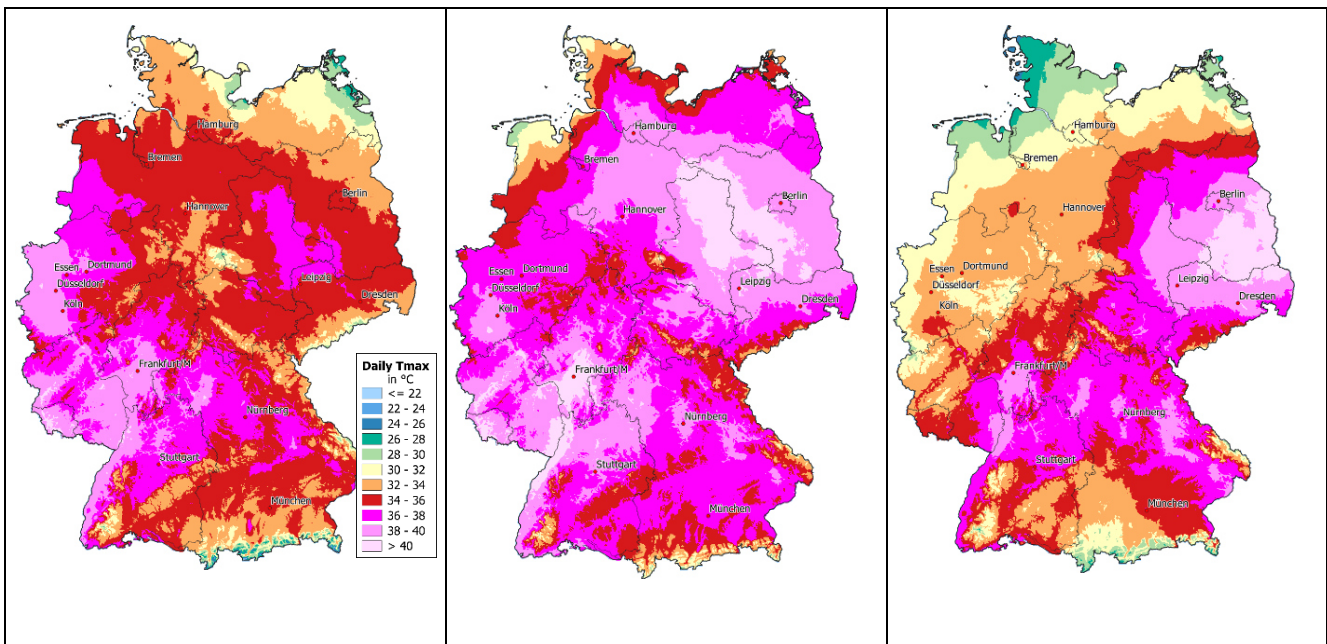 Hamburg
Bremen
Berlin
Hannover
Essen
Dortmund
Düsseldorf
Leipzig
Köln
Dresden
Frankfurt/M
Nürnberg
Stuttgart
München
Daily Tmax
in °C
<= 22
22 - 24
24 - 26
26 - 28
28 - 30
30 - 32
32 - 34
34 - 36
36 - 38
38 - 40
> 40
Hamburg
Bremen
Berlin
Hannover
Essen
Dortmund
Düsseldorf
Leipzig
Köln
Dresden
Frankfurt/M
Nürnberg
Stuttgart
München
Hamburg
Bremen
Berlin
Hannover
Essen
Dortmund
Düsseldorf
Leipzig
Köln
Dresden
Frankfurt/M
Nürnberg
Stuttgart
München